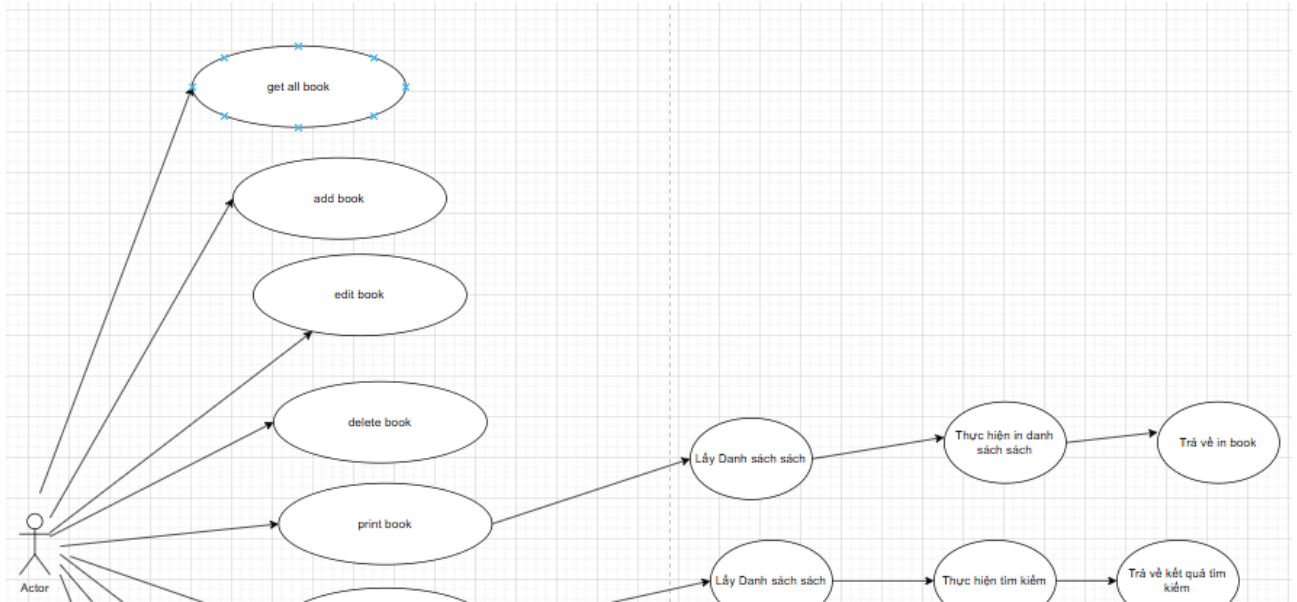 get all book
add book
edit book
delete book
print book
Lấy Danh sách sách
Thực hiện in danh
sách sách
Trả về in book
Actor
Lấy Danh sách sách
Thực hiện tìm kiếm
Trả về kết quả tìm
kiếm